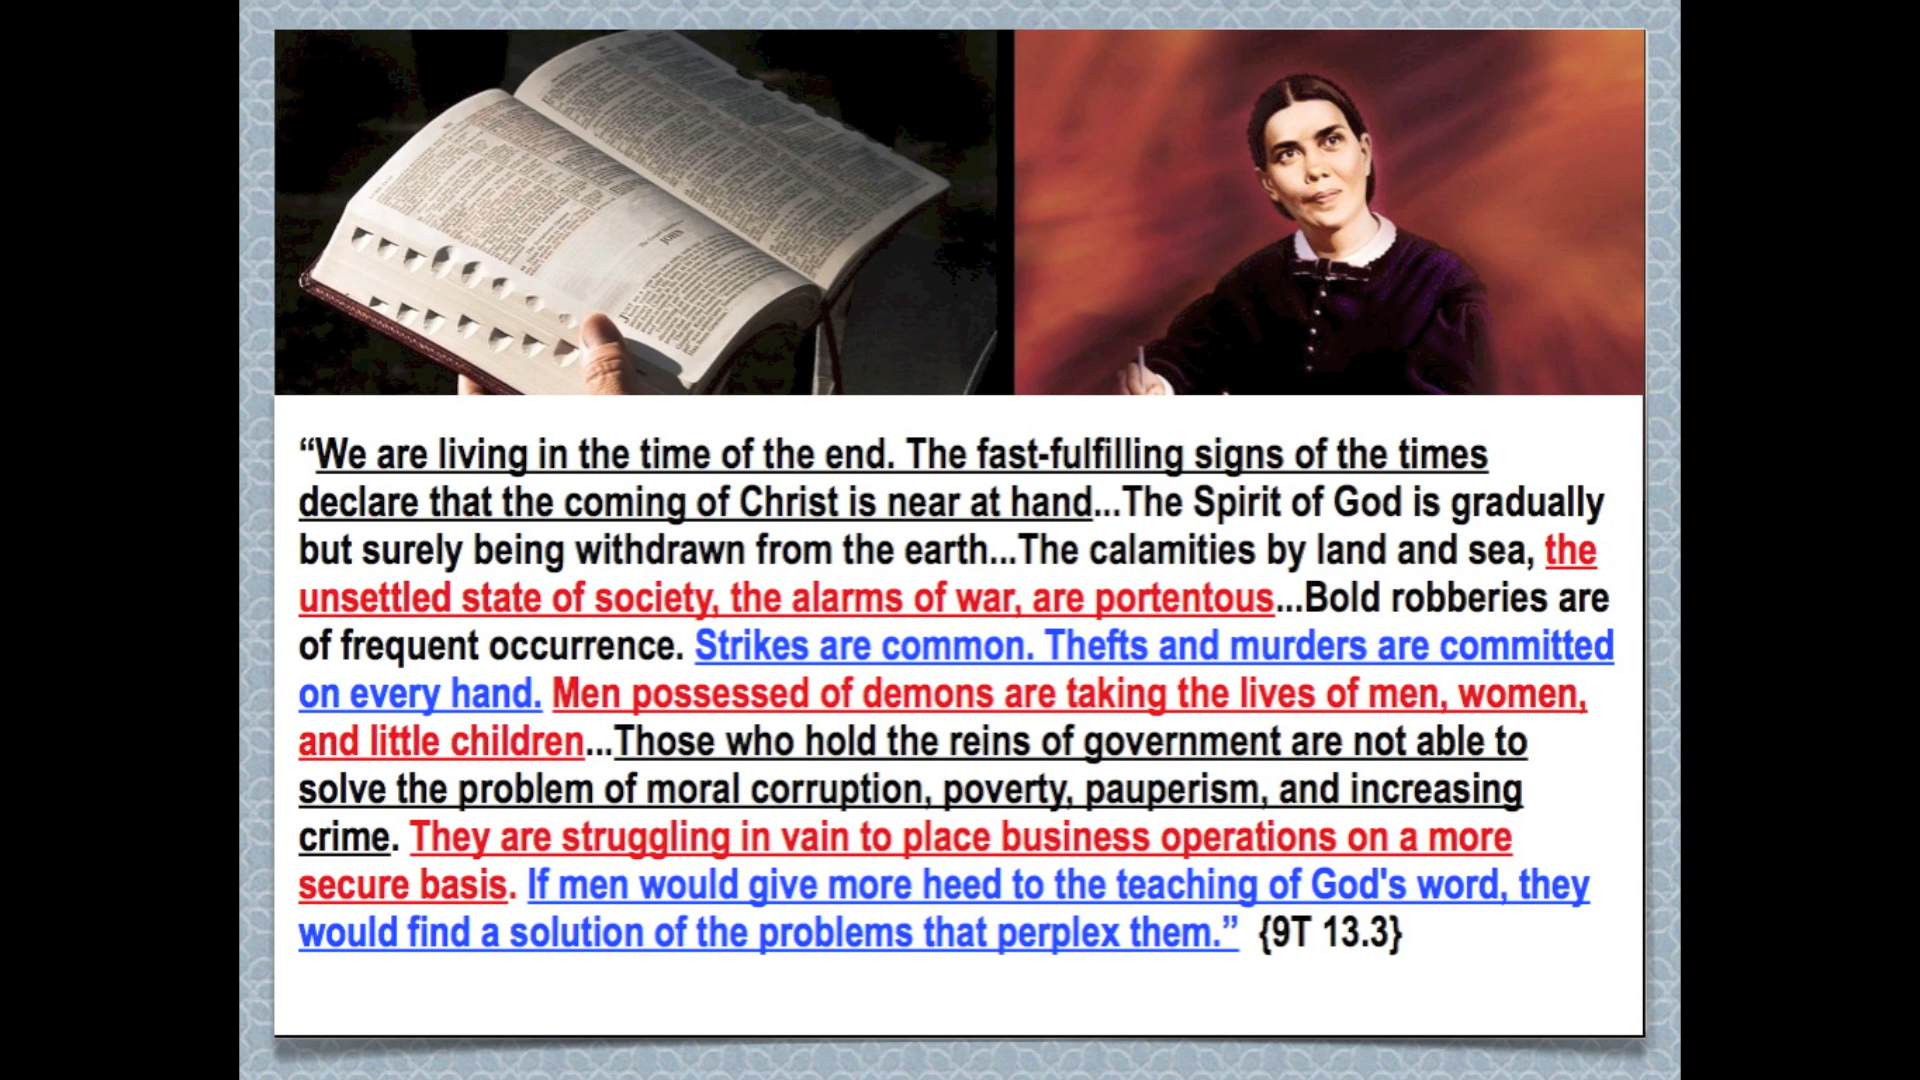 JOHN
“We are living in the time of the end. The fast-fulfilling signs of the times
declare that the coming of Christ is near at hand...The Spirit of God is gradually
but surely being withdrawn from the earth...The calamities by land and sea, the
unsettled state of society, the alarms of war, are portentous...Bold robberies are
of frequent occurrence. Strikes are common. Thefts and murders are committed
on every hand. Men possessed of demons are taking the lives of men, women,
and little children...Those who hold the reins of government are not able to
solve the problem of moral corruption, poverty, pauperism, and increasing
crime. They are struggling in vain to place business operations on a more
secure basis. If men would give more heed to the teaching of God's word, they
would find a solution of the problems that perplex them.” {9T 13.3}